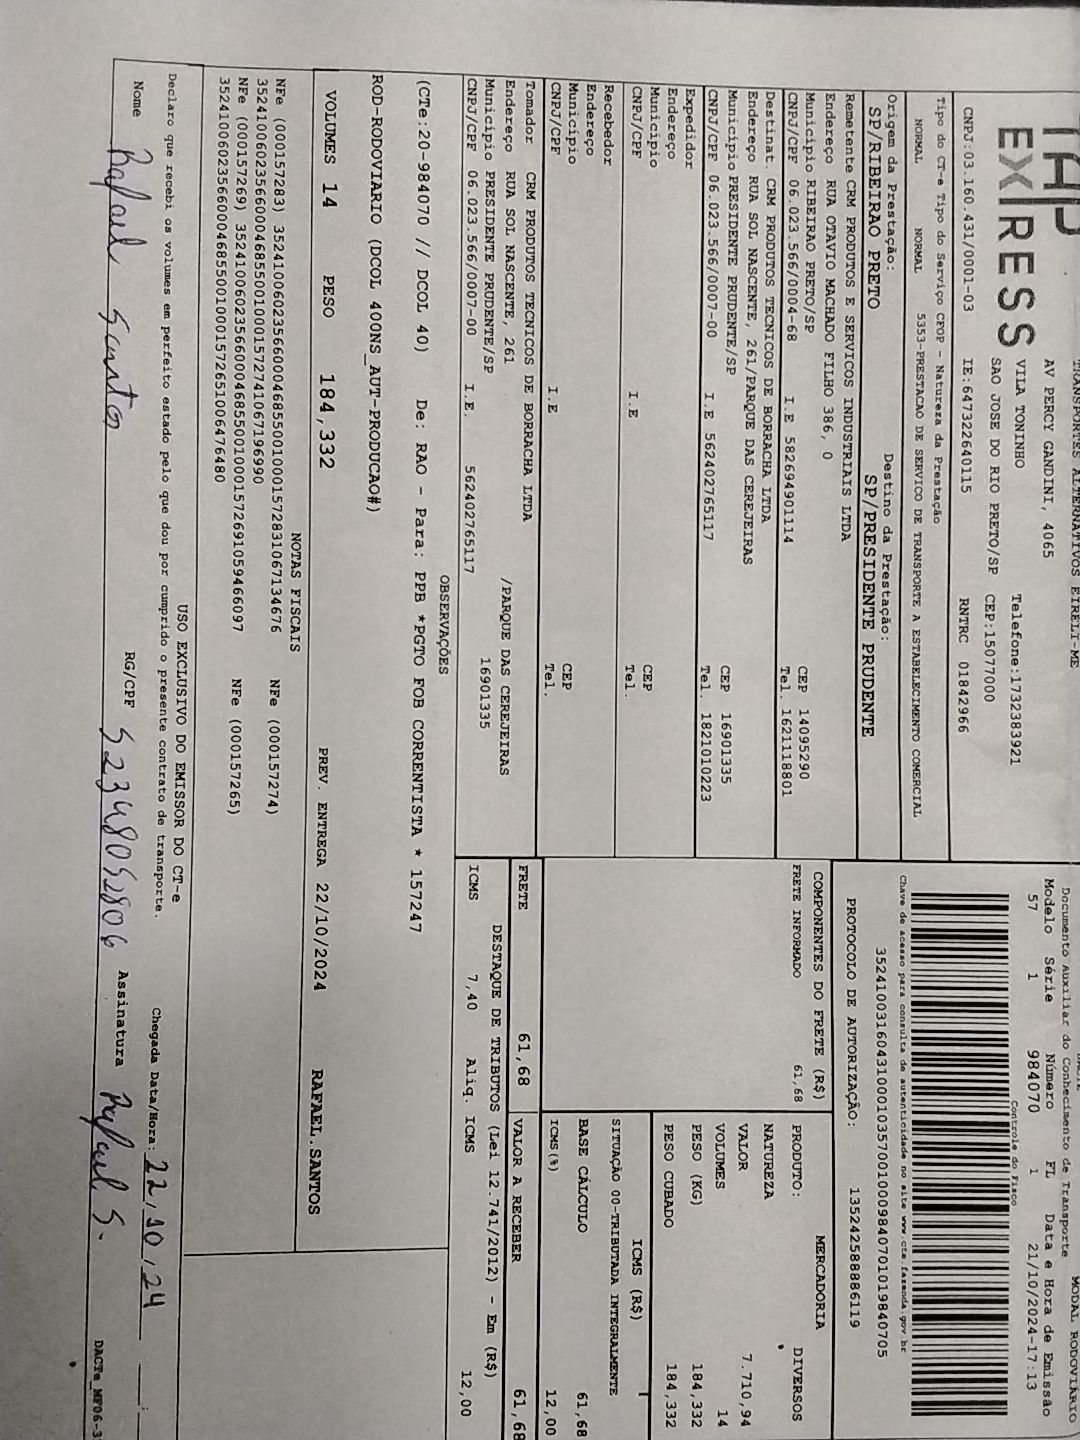 EXPRESS
TRANSPORTES ALTERNATIVOS EIRELI-ME
AV PERCY GANDINI, 4065
VILA TONINHO
Telefone:1732383921
SAO JOSE DO RIO PRETO/SP CEP:15077000
CNPJ:03.160.431/0001-03 IE:647322640115 RNTRC 01842966
MODAL RODOVIÁRIO
Documento Auxiliar do Conhecimento de Transporte
Modelo Série Número FL Data e Hora de Emissão
57 1 984070 1 21/10/2024-17:13
Controle do Fisco
Chave de acesso para consulta de autenticidade no site www.cte.fazenda.gov.br
PROTOCOLO DE AUTORIZAÇÃO: 135242588886119
Tipo do CT-e Tipo do Serviço CFOP - Natureza da Prestação
NORMAL NORMAL 5353-PRESTACAO DE SERVICO DE TRANSPORTE A ESTABELECIMENTO COMERCIAL
Origem da Prestação: Destino da Prestação:
SP/RIBEIRAO PRETO SP/PRESIDENTE PRUDENTE
Remetente CRM PRODUTOS E SERVICOS INDUSTRIAIS LTDA
Endereço RUA OTAVIO MACHADO FILHO 386, 0
Município RIBEIRAO PRETO/SP CEP 14095290
CNPJ/CPF 06.023.566/0004-68 I.E 582694901114 Tel. 1621118801
Destinat. CRM PRODUTOS TECNICOS DE BORRACHA LTDA
Endereço RUA SOL NASCENTE, 261/PARQUE DAS CEREJEIRAS
Município PRESIDENTE PRUDENTE/SP CEP 16901335
CNPJ/CPF 06.023.566/0007-00 I.E 562402765117 Tel. 1821010223
Expedidor
Endereço
Município CEP
CNPJ/CPF I.E Tel.
Recebedor
Endereço
Município CEP
CNPJ/CPF I.E Tel.
Tomador CRM PRODUTOS TECNICOS DE BORRACHA LTDA
Endereço RUA SOL NASCENTE, 261 /PARQUE DAS CEREJEIRAS
Município PRESIDENTE PRUDENTE/SP 16901335
CNPJ/CPF 06.023.566/0007-00 I.E. 562402765117
COMPONENTES DO FRETE (R$)
FRETE INFORMADO 61,68
MERCADORIA
PRODUTO: DIVERSOS
NATUREZA
VALOR 7.710,94
VOLUMES 14
PESO (KG) 184,332
PESO CUBADO 184,332
ICMS (R$)
SITUAÇÃO 00-TRIBUTADA INTEGRALMENTE
BASE CÁLCULO 61,68
ICMS(%) 12,00
FRETE 61,68 VALOR A RECEBER 61,68
DESTAQUE DE TRIBUTOS (Lei 12.741/2012) - Em (R$)
ICMS 7,40 Aliq. ICMS 12,00
OBSERVAÇÕES
(CTe:20-984070 // DCOL 40) De: RAO - Para: PPB *PGTO FOB CORRENTISTA * 157247
ROD-RODOVIARIO (DCOL 400NS_AUT-PRODUCAO#)
VOLUMES 14 PESO 184,332 PREV. ENTREGA 22/10/2024 RAFAEL..SANTOS
NOTAS FISCAIS
NFe (000157283) NFe (000157274)
NFe (000157269) NFe (000157265)
USO EXCLUSIVO DO EMISSOR DO CT-e
Declaro que recebi os volumes em perfeito estado pelo que dou por cumprido o presente contrato de transporte. Chegada Data/Hora: 22/10/24
Nome Rafael Santos RG/CPF 52348052806 Assinatura Rafael S.